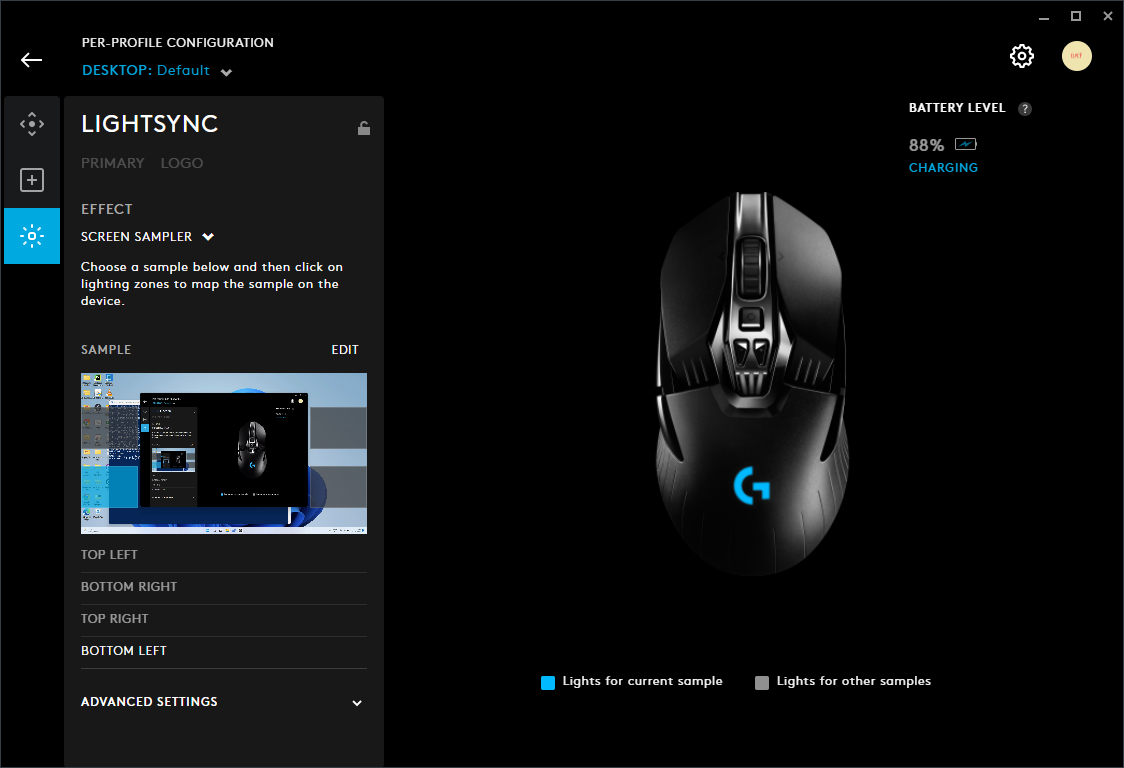 PER-PROFILE CONFIGURATION
DESKTOP: Default
LIGHTSYNC
PRIMARY LOGO
EFFECT
SCREEN SAMPLER
Choose a sample below and then click on
lighting zones to map the sample on the
device.
SAMPLE EDIT
TOP LEFT
BOTTOM RIGHT
TOP RIGHT
BOTTOM LEFT
ADVANCED SETTINGS
BATTERY LEVEL ?
88%
CHARGING
Lights for current sample
Lights for other samples